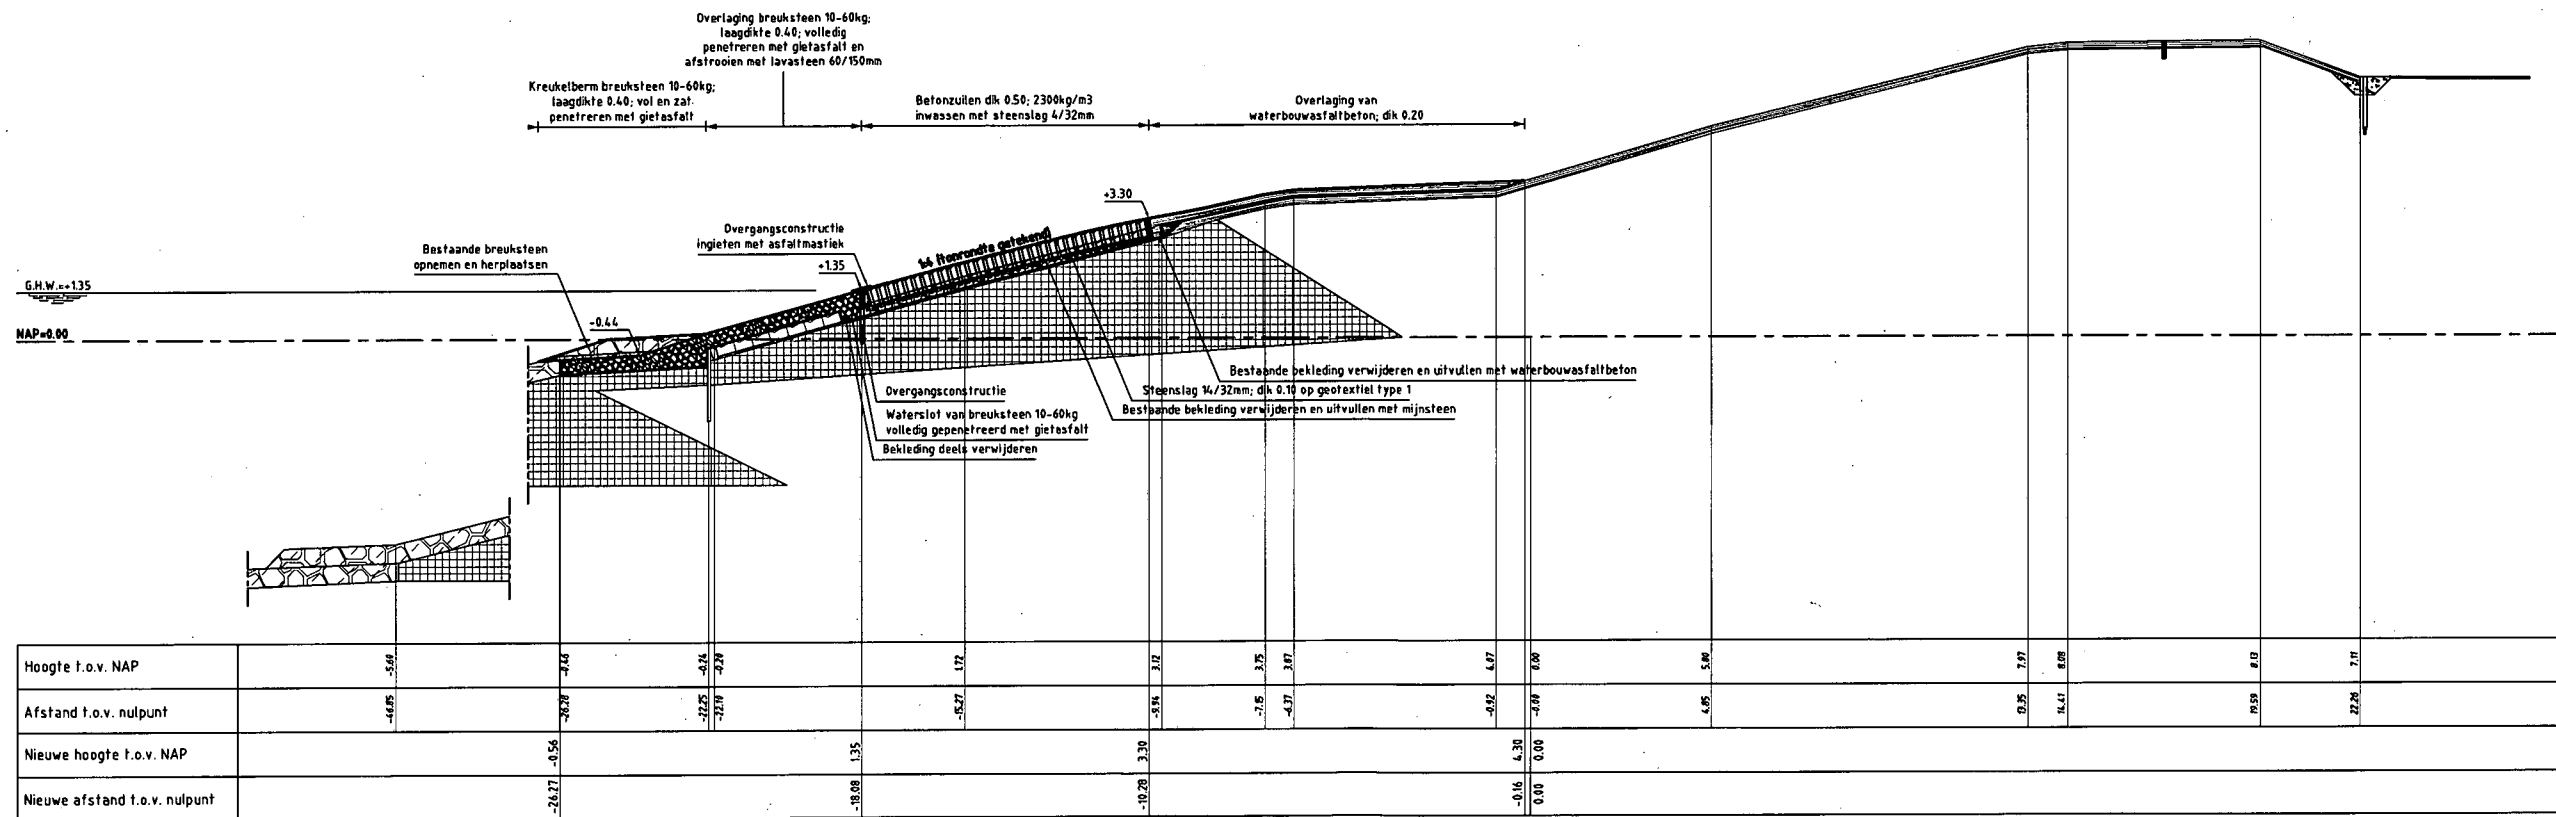 Overlaging breuksteen 10-60kg;
laagdikte 0.40; volledig
penetreren met gietasfalt en
afstrooien met lavasteen 60/150mm
Kreukelberm breuksteen 10-60kg;
laagdikte 0.40; vol en zat
penetreren met gietasfalt
Betonzuilen dik 0.50; 2300kg/m3
inwassen met steenslag 4/32mm
Overlaging van
waterbouwasfaltbeton; dik 0.20
+3.30
Overgangsconstructie
ingieten met asfaltmastiek
1:4 (tonrondte getekend)
Bestaande breuksteen
opnemen en herplaatsen
+1.35
G.H.W.=+1.35
-0.44
NAP=0.00
Bestaande bekleding verwijderen en uitvullen met waterbouwasfaltbeton
Overgangsconstructie
Steenslag 14/32mm; dik 0.10 op geotextiel type 1
Waterslot van breuksteen 10-60kg
volledig gepenetreerd met gietasfalt
Bestaande bekleding verwijderen en uitvullen met mijnsteen
Bekleding deels verwijderen
Hoogte t.o.v. NAP -5.60 -0.46 -0.24 -0.20 1.72 3.12 3.75 3.87 4.07 0.00 5.80 7.97 8.08 8.13 7.11
Afstand t.o.v. nulpunt -46.85 -26.28 -22.25 -22.10 -15.27 -9.94 -7.15 -6.37 -0.92 -0.00 4.85 13.35 14.41 19.59 22.26
Nieuwe hoogte t.o.v. NAP -0.56 1.35 3.30 4.30 0.00
Nieuwe afstand t.o.v. nulpunt -26.27 -18.08 -10.28 -0.16 0.00